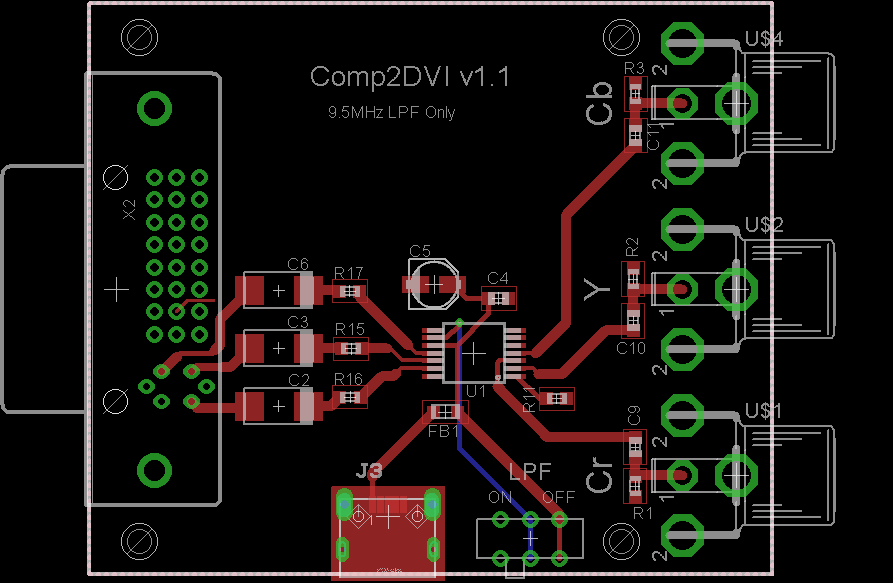 U$4
R3
2
Comp2DVI v1.1
Cb
9.5MHz LPF Only
1
C11
2
X2
U$2
2
R2
C5
C6
R17
C4
Y
1
C3
R15
C10
2
C2
R16
U1
R11
U$1
C9
2
FB1
J3
LPF
Cr
ON
OFF
1
R1
2